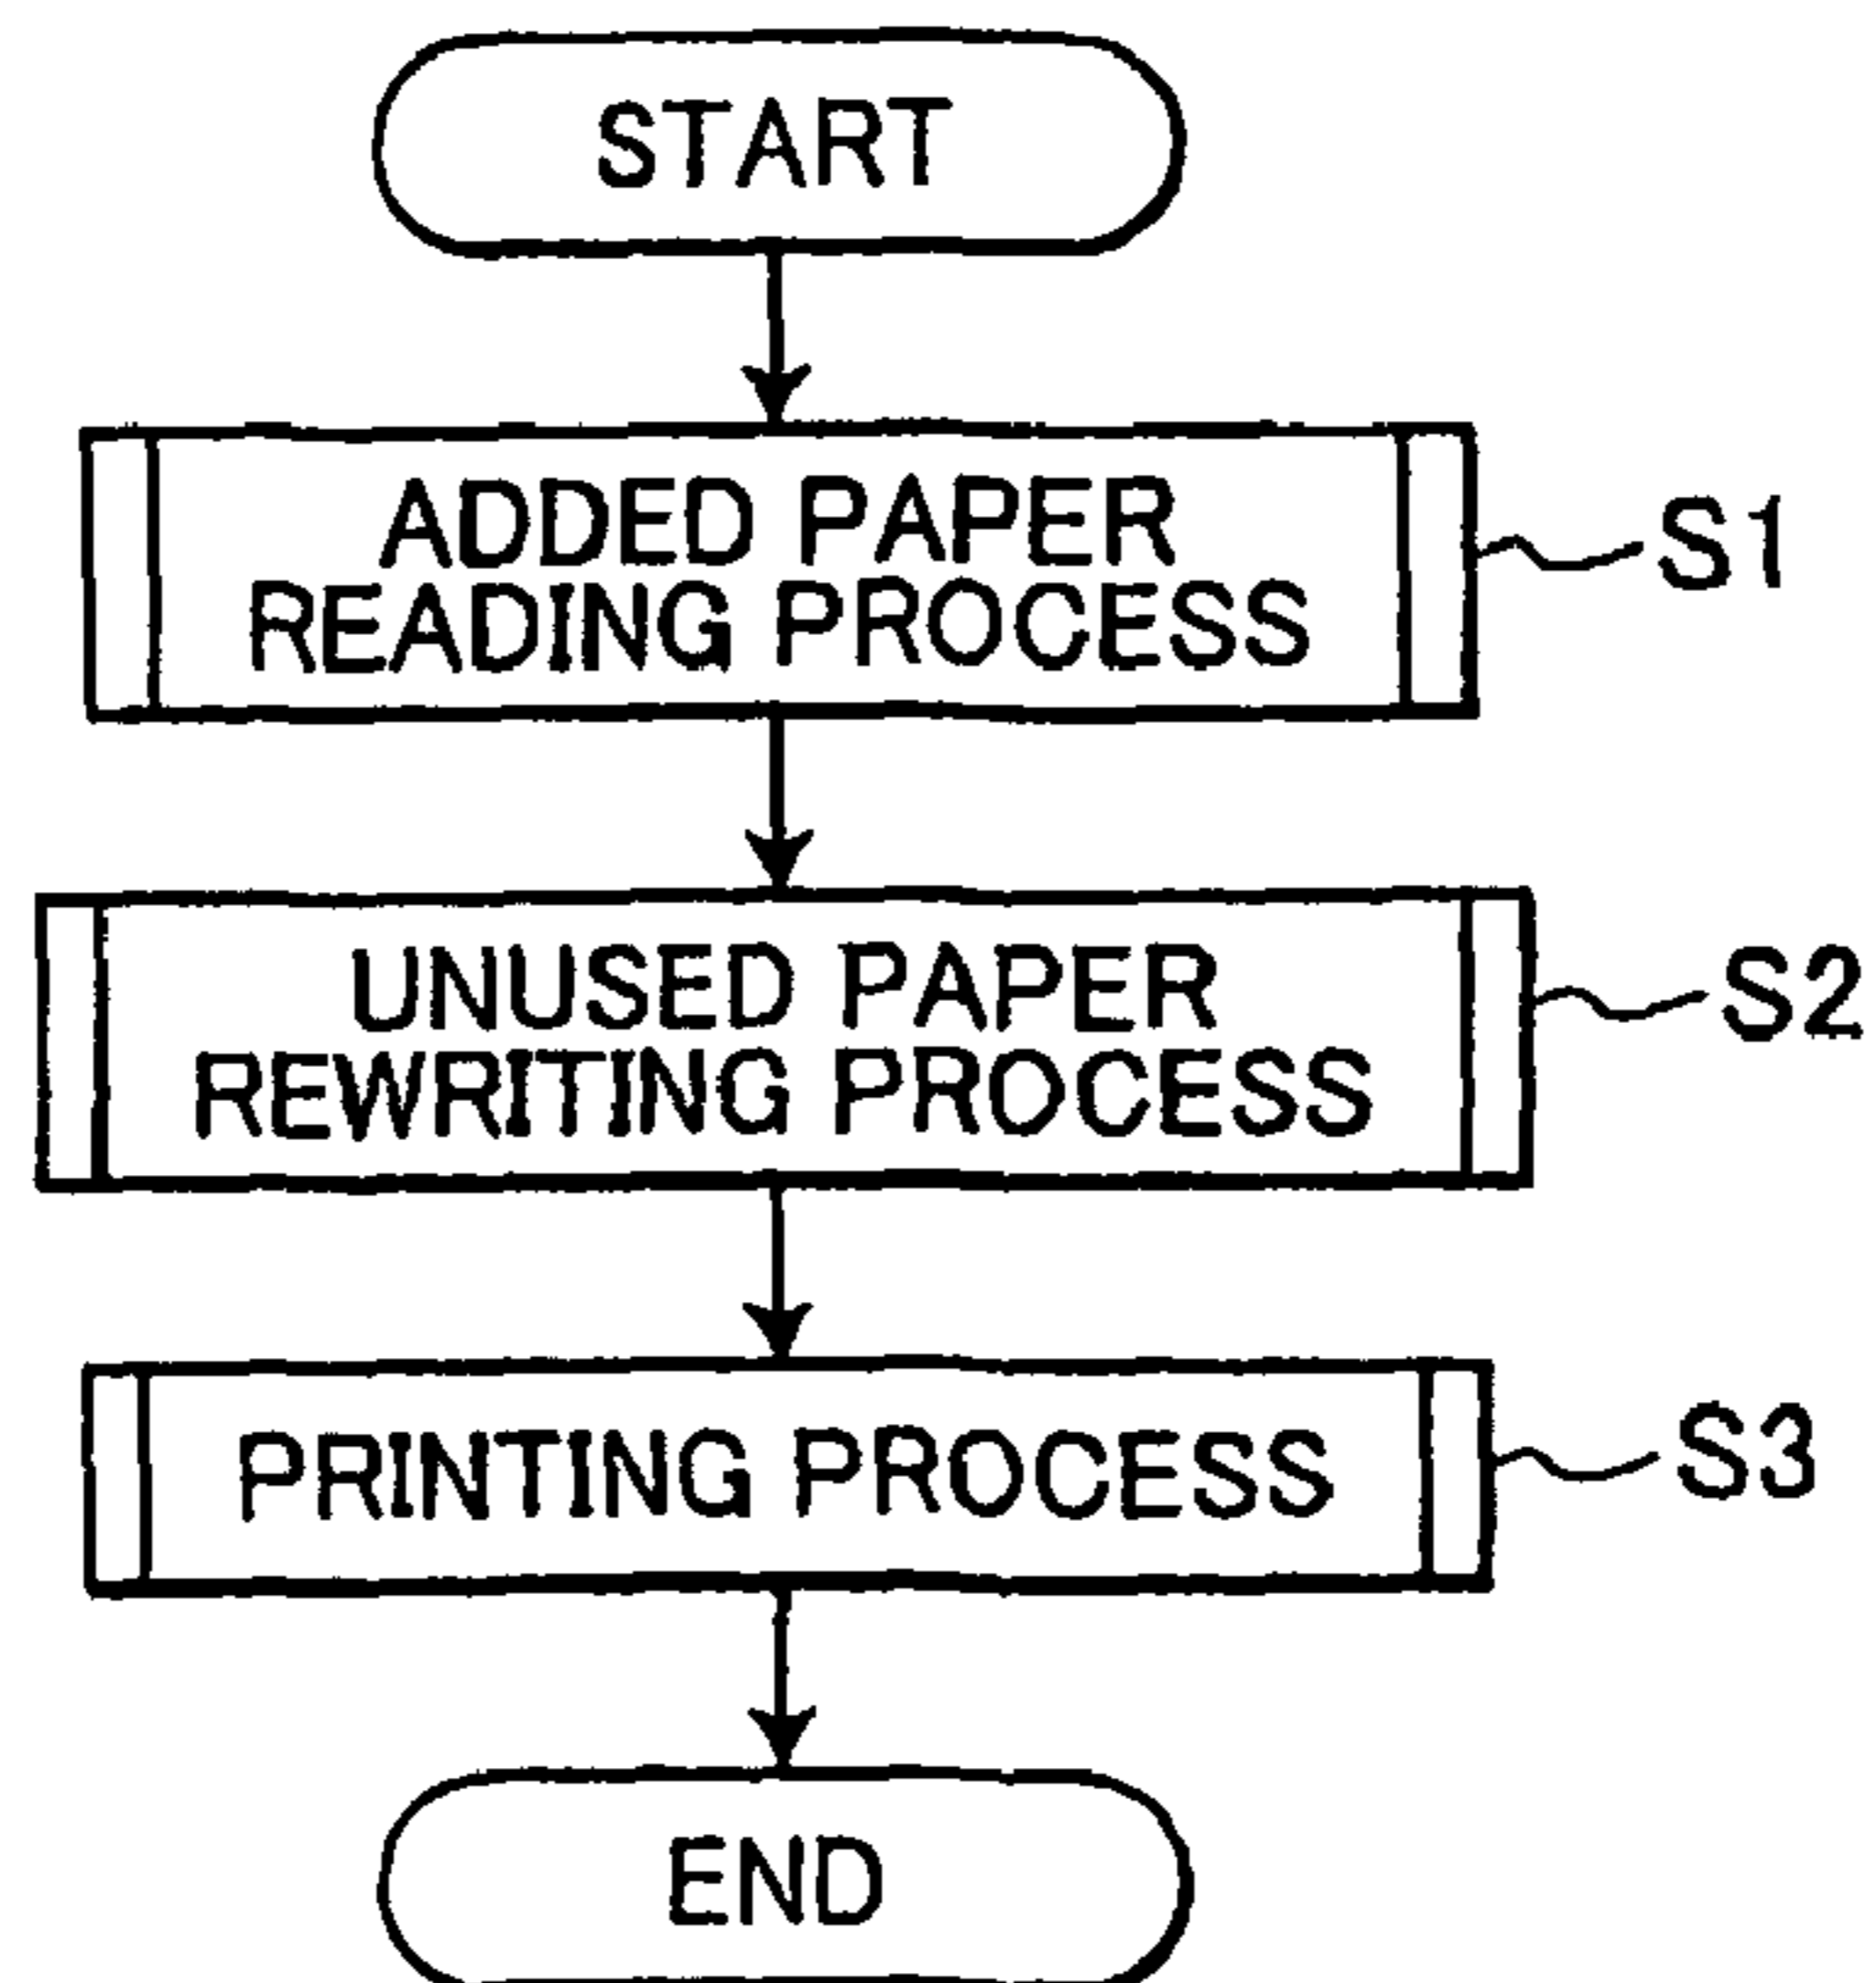 START
ADDED PAPER
READING PROCESS
S1
UNUSED PAPER
REWRITING PROCESS
S2
PRINTING PROCESS
S3
END